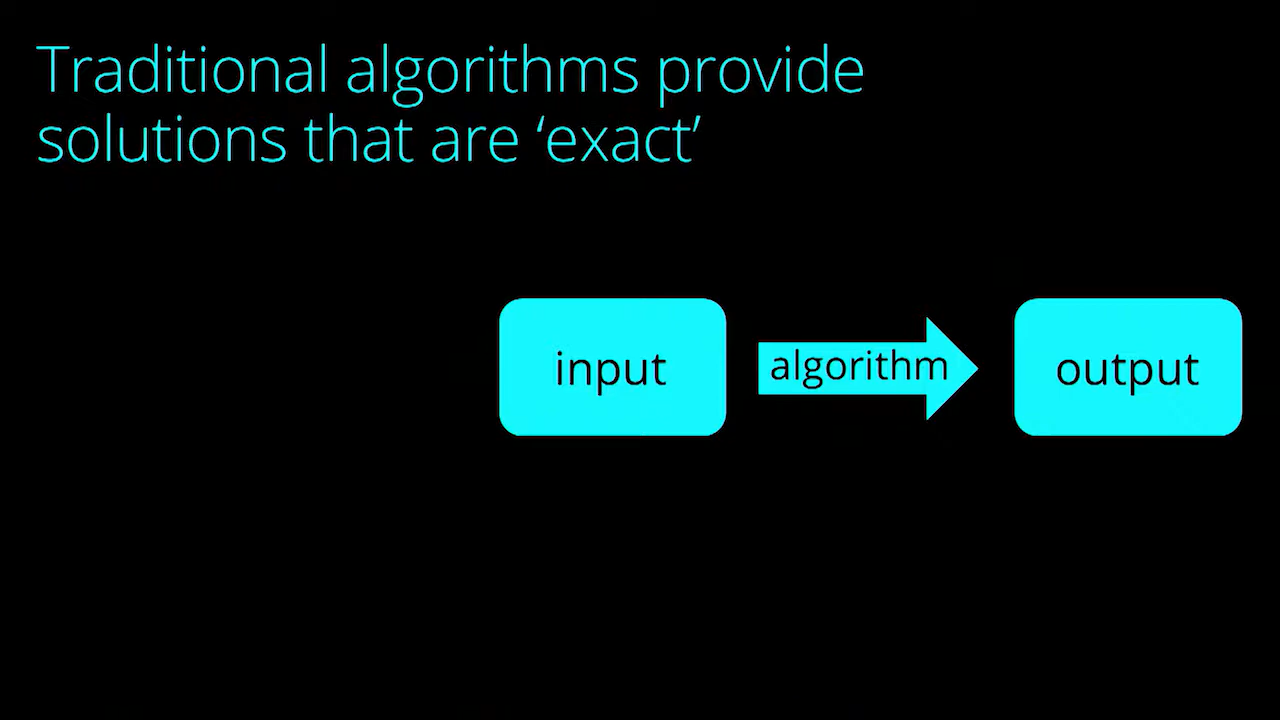 Traditional algorithms provide
solutions that are ‘exact’
input
algorithm
output